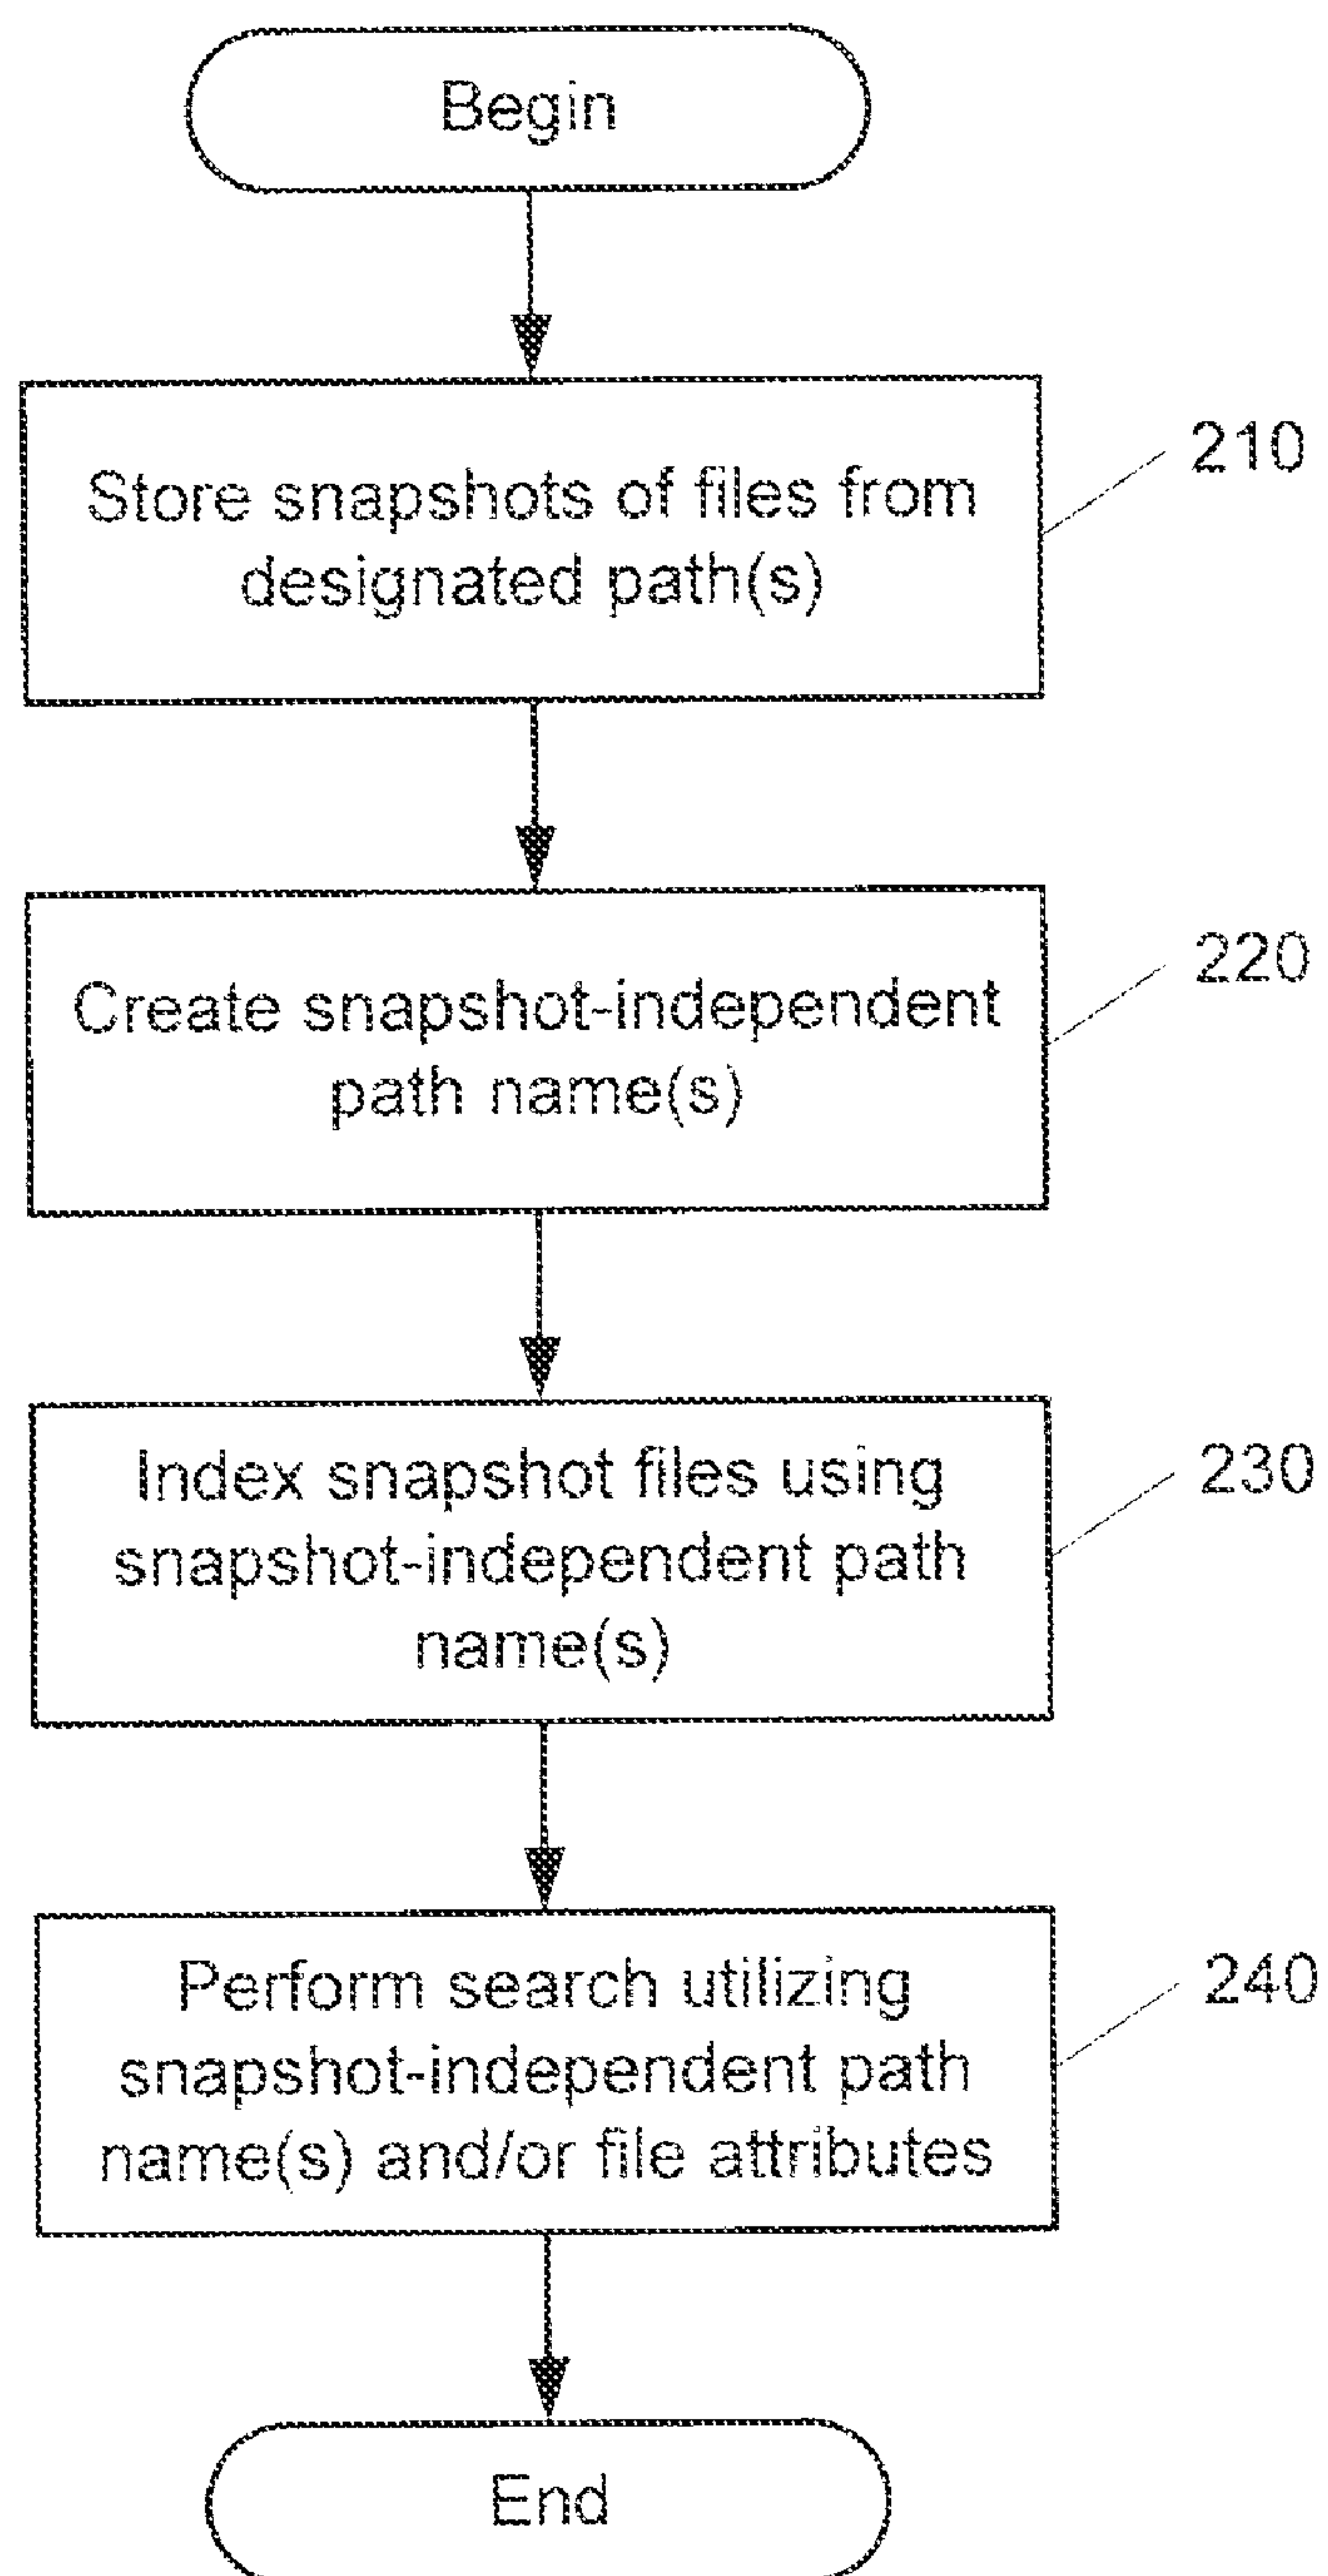 Begin
Store snapshots of files from
designated path(s)
210
Create snapshot-independent
path name(s)
220
Index snapshot files using
snapshot-independent path
name(s)
230
Perform search utilizing
snapshot-independent path
name(s) and/or file attributes
240
End